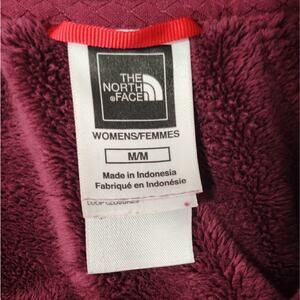 THE
NORTH
FACE
WOMENS/FEMMES
M/M
Made in Indonesia
Fabriqué en Indonésie